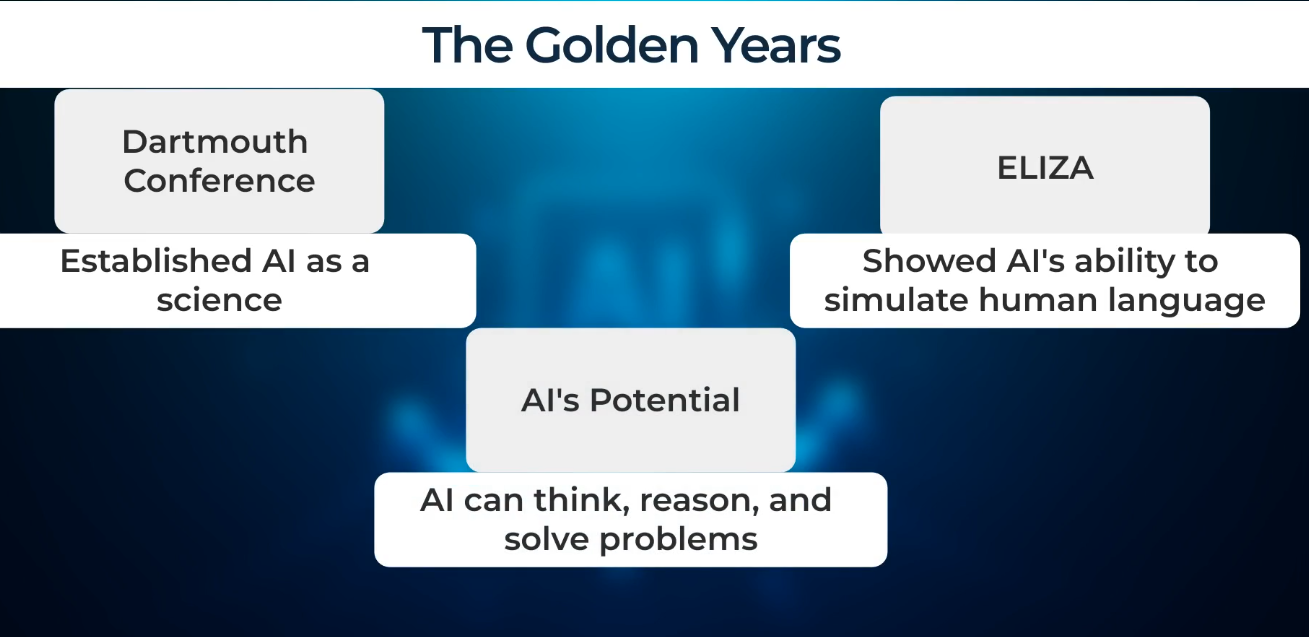 The Golden Years
Dartmouth
Conference
Established AI as a
science
ELIZA
Showed AI's ability to
simulate human language
AI's Potential
AI can think, reason, and
solve problems